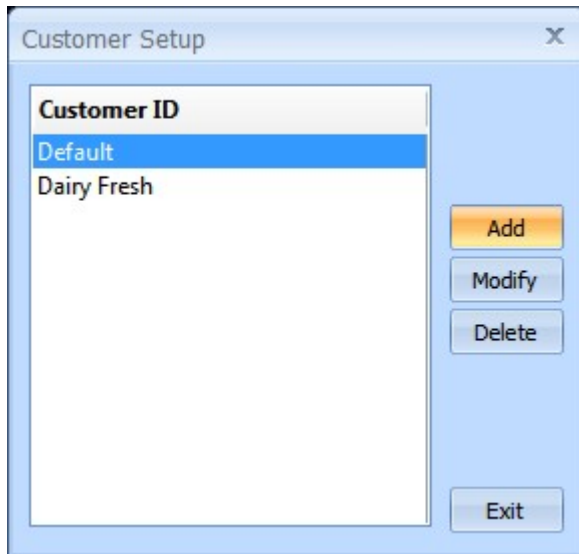 Customer Setup
Customer ID
Default
Dairy Fresh
Add
Modify
Delete
Exit